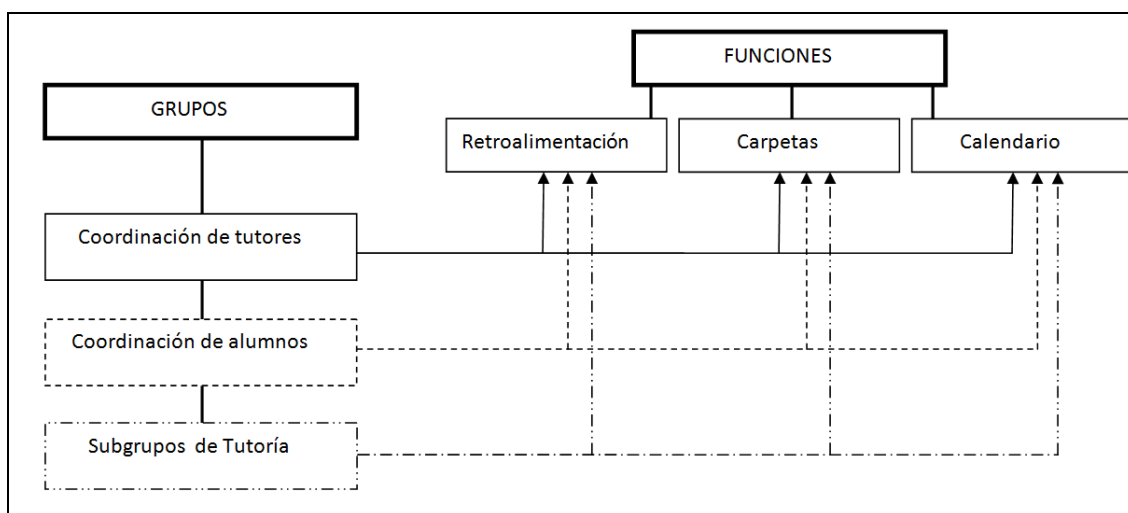 FUNCIONES
GRUPOS
Retroalimentación
Carpetas
Calendario
Coordinación de tutores
Coordinación de alumnos
Subgrupos de Tutoría